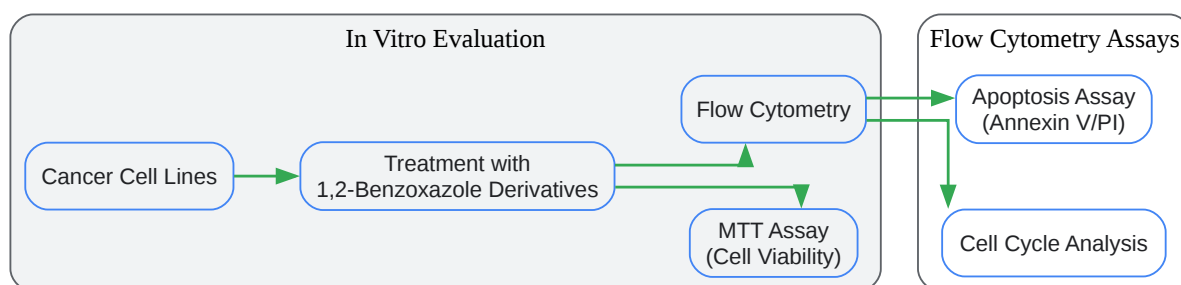 In Vitro Evaluation
Flow Cytometry Assays
Flow Cytometry
Apoptosis Assay
(Annexin V/PI)
Cancer Cell Lines
Treatment with
1,2-Benzoxazole Derivatives
MTT Assay
(Cell Viability)
Cell Cycle Analysis